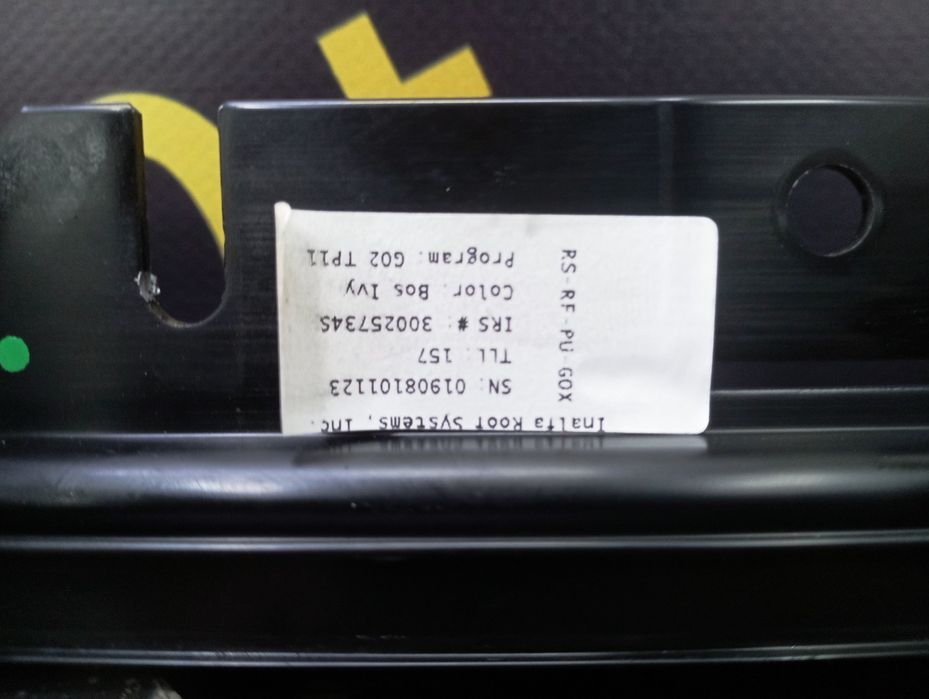 Inalfa Roof Systems, Inc.
SN: 01908101123
TLL: 157
IRS #: 30025734S
Color: Bos Ivy
Program: G02 TP11
RS-RF-PU-GOX